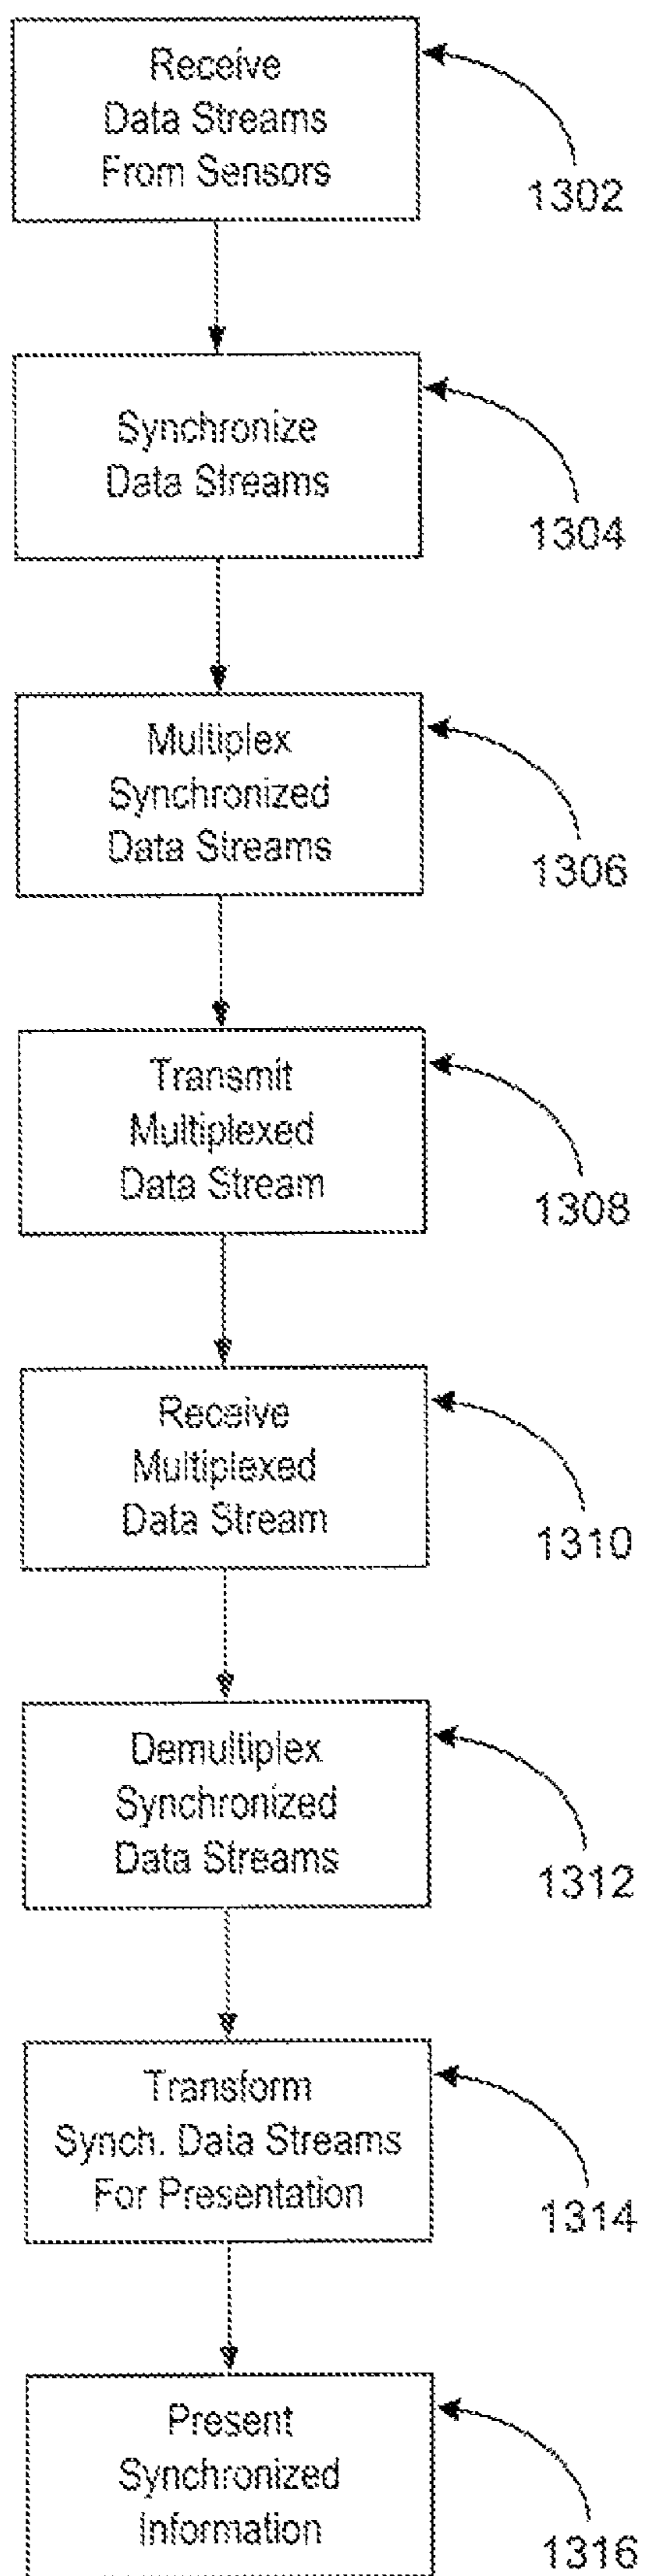 Receive
Data Streams
From Sensors
1302
Synchronize
Data Streams
1304
Multiplex
Synchronized
Data Streams
1306
Transmit
Multiplexed
Data Stream
1308
Receive
Multiplexed
Data Stream
1310
Demultiplex
Synchronized
Data Streams
1312
Transform
Synch. Data Streams
For Presentation
1314
Present
Synchronized
Information
1316